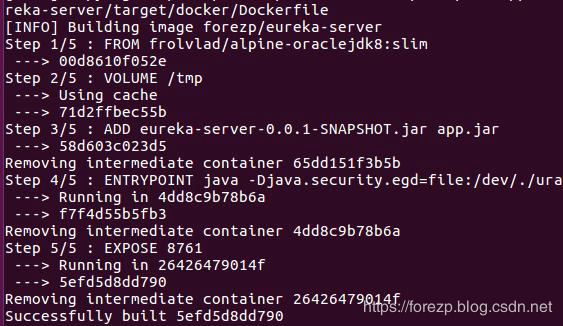 reka-server/target/docker/Dockerfile
[INFO] Building image forezp/eureka-server
Step 1/5 : FROM frolvlad/alpine-oraclejdk8:slim
 ---> 00d8610f052e
Step 2/5 : VOLUME /tmp
 ---> Using cache
 ---> 71d2ffbec55b
Step 3/5 : ADD eureka-server-0.0.1-SNAPSHOT.jar app.jar
 ---> 58d603c023d5
Removing intermediate container 65dd151f3b5b
Step 4/5 : ENTRYPOINT java -Djava.security.egd=file:/dev/./ura
 ---> Running in 4dd8c9b78b6a
 ---> f7f4d55b5fb3
Removing intermediate container 4dd8c9b78b6a
Step 5/5 : EXPOSE 8761
 ---> Running in 26426479014f
 ---> 5efd5d8dd790
Removing intermediate container 26426479014f
https://forezp.blog.csdn.net
Successfully built 5efd5d8dd790